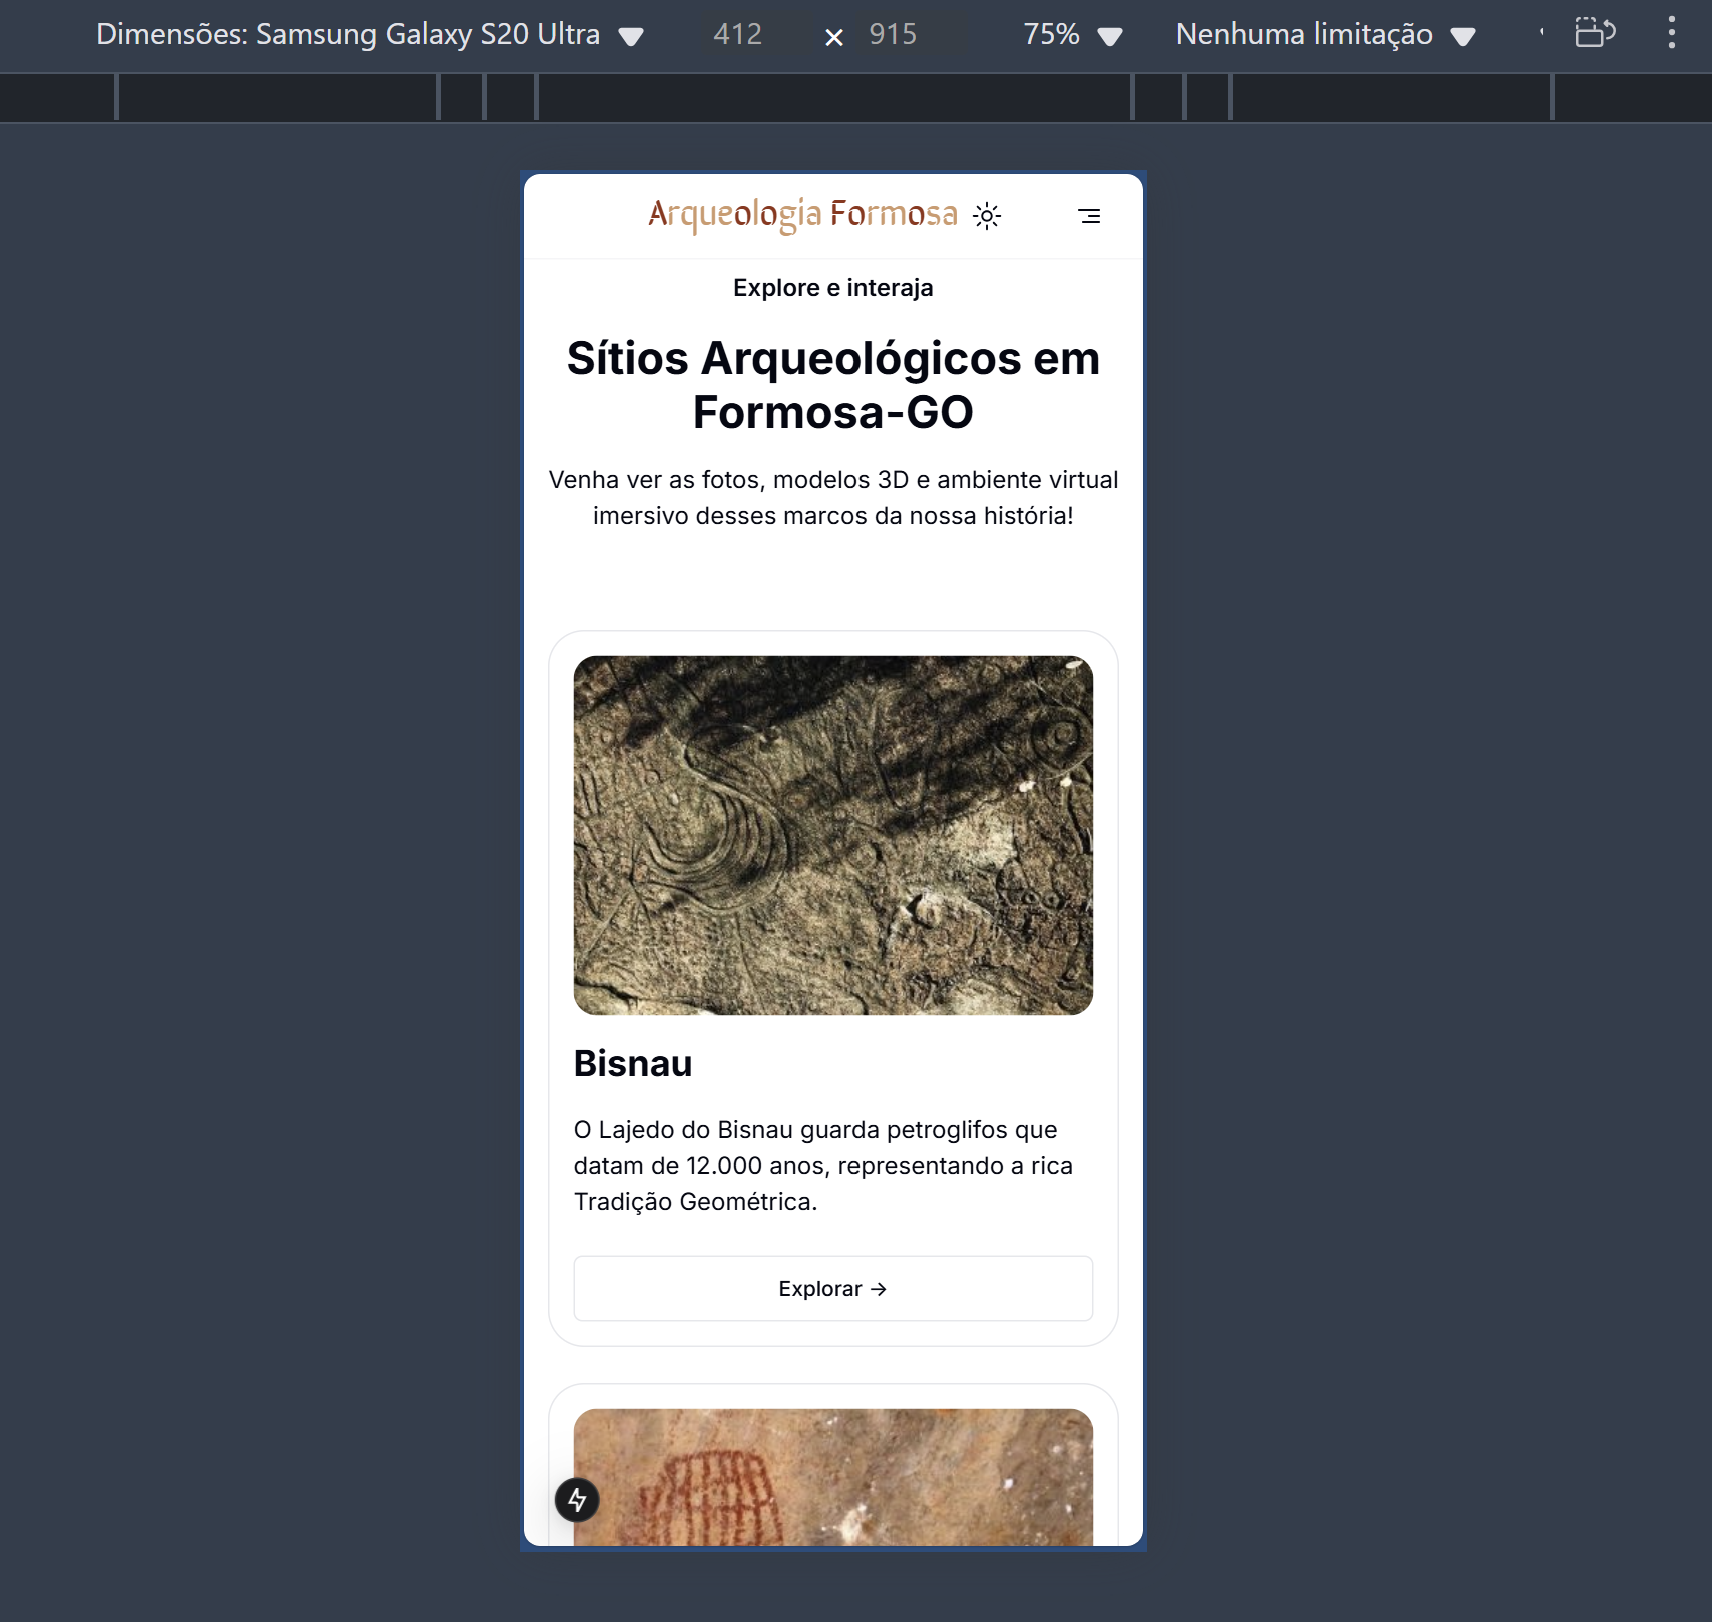 Dimensões: Samsung Galaxy S20 Ultra 412 × 915 75% Nenhuma limitação
Arqueologia Formosa
Explore e interaja
Sítios Arqueológicos em
Formosa-GO
Venha ver as fotos, modelos 3D e ambiente virtual
imersivo desses marcos da nossa história!
Bisnau
O Lajedo do Bisnau guarda petroglifos que
datam de 12.000 anos, representando a rica
Tradição Geométrica.
Explorar →